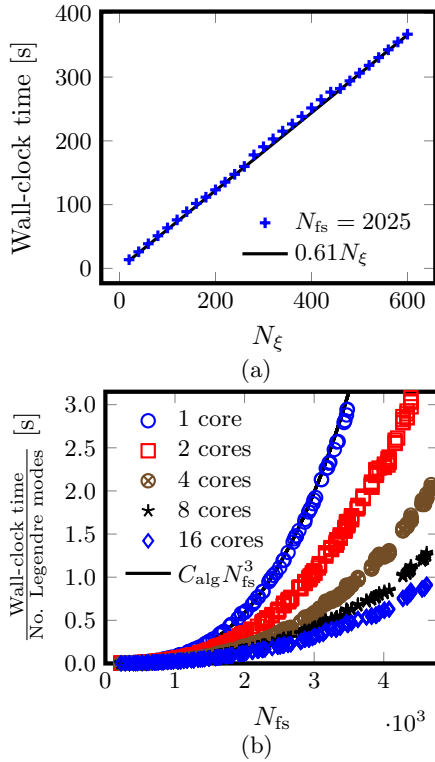 Wall-clock time [s]
400
300
200
100
0
N_fs = 2025
0.61N_ξ
0 200 400 600
N_ξ
(a)
Wall-clock time
No. Legendre modes
[s]
3.0
2.5
2.0
1.5
1.0
0.5
0.0
1 core
2 cores
4 cores
8 cores
16 cores
C_alg N_fs^3
0 1 2 3 4
N_fs
·10^3
(b)